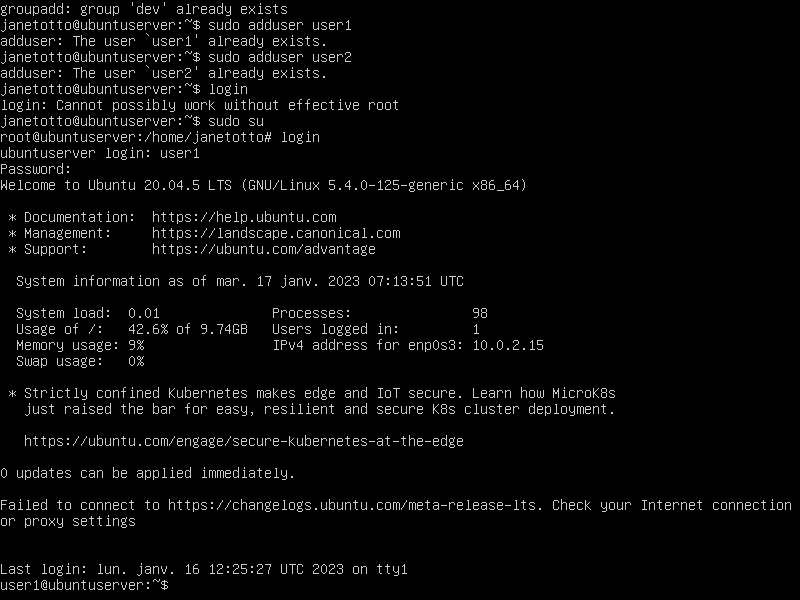 groupadd: group 'dev' already exists
janetotto@ubuntuserver:~$ sudo adduser user1
adduser: The user `user1' already exists.
janetotto@ubuntuserver:~$ sudo adduser user2
adduser: The user `user2' already exists.
janetotto@ubuntuserver:~$ login
login: Cannot possibly work without effective root
janetotto@ubuntuserver:~$ sudo su
root@ubuntuserver:/home/janetotto# login
ubuntuserver login: user1
Password:
Welcome to Ubuntu 20.04.5 LTS (GNU/Linux 5.4.0-125-generic x86_64)
 * Documentation:  https://help.ubuntu.com
 * Management:     https://landscape.canonical.com
 * Support:        https://ubuntu.com/advantage
  System information as of mar. 17 janv. 2023 07:13:51 UTC
  System load:  0.01              Processes:               98
  Usage of /:   42.6% of 9.74GB   Users logged in:         1
  Memory usage: 9%                IPv4 address for enp0s3: 10.0.2.15
  Swap usage:   0%
 * Strictly confined Kubernetes makes edge and IoT secure. Learn how MicroK8s
   just raised the bar for easy, resilient and secure K8s cluster deployment.
   https://ubuntu.com/engage/secure-kubernetes-at-the-edge
0 updates can be applied immediately.
Failed to connect to https://changelogs.ubuntu.com/meta-release-lts. Check your Internet connection
or proxy settings
Last login: lun. janv. 16 12:25:27 UTC 2023 on tty1
user1@ubuntuserver:~$